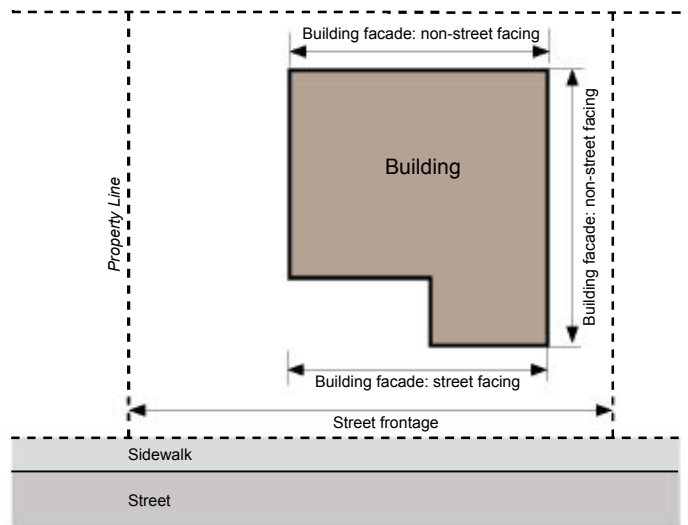 Building facade: non-street facing
Building
Building facade: non-street facing
Property Line
Building facade: street facing
Street frontage
Sidewalk
Street